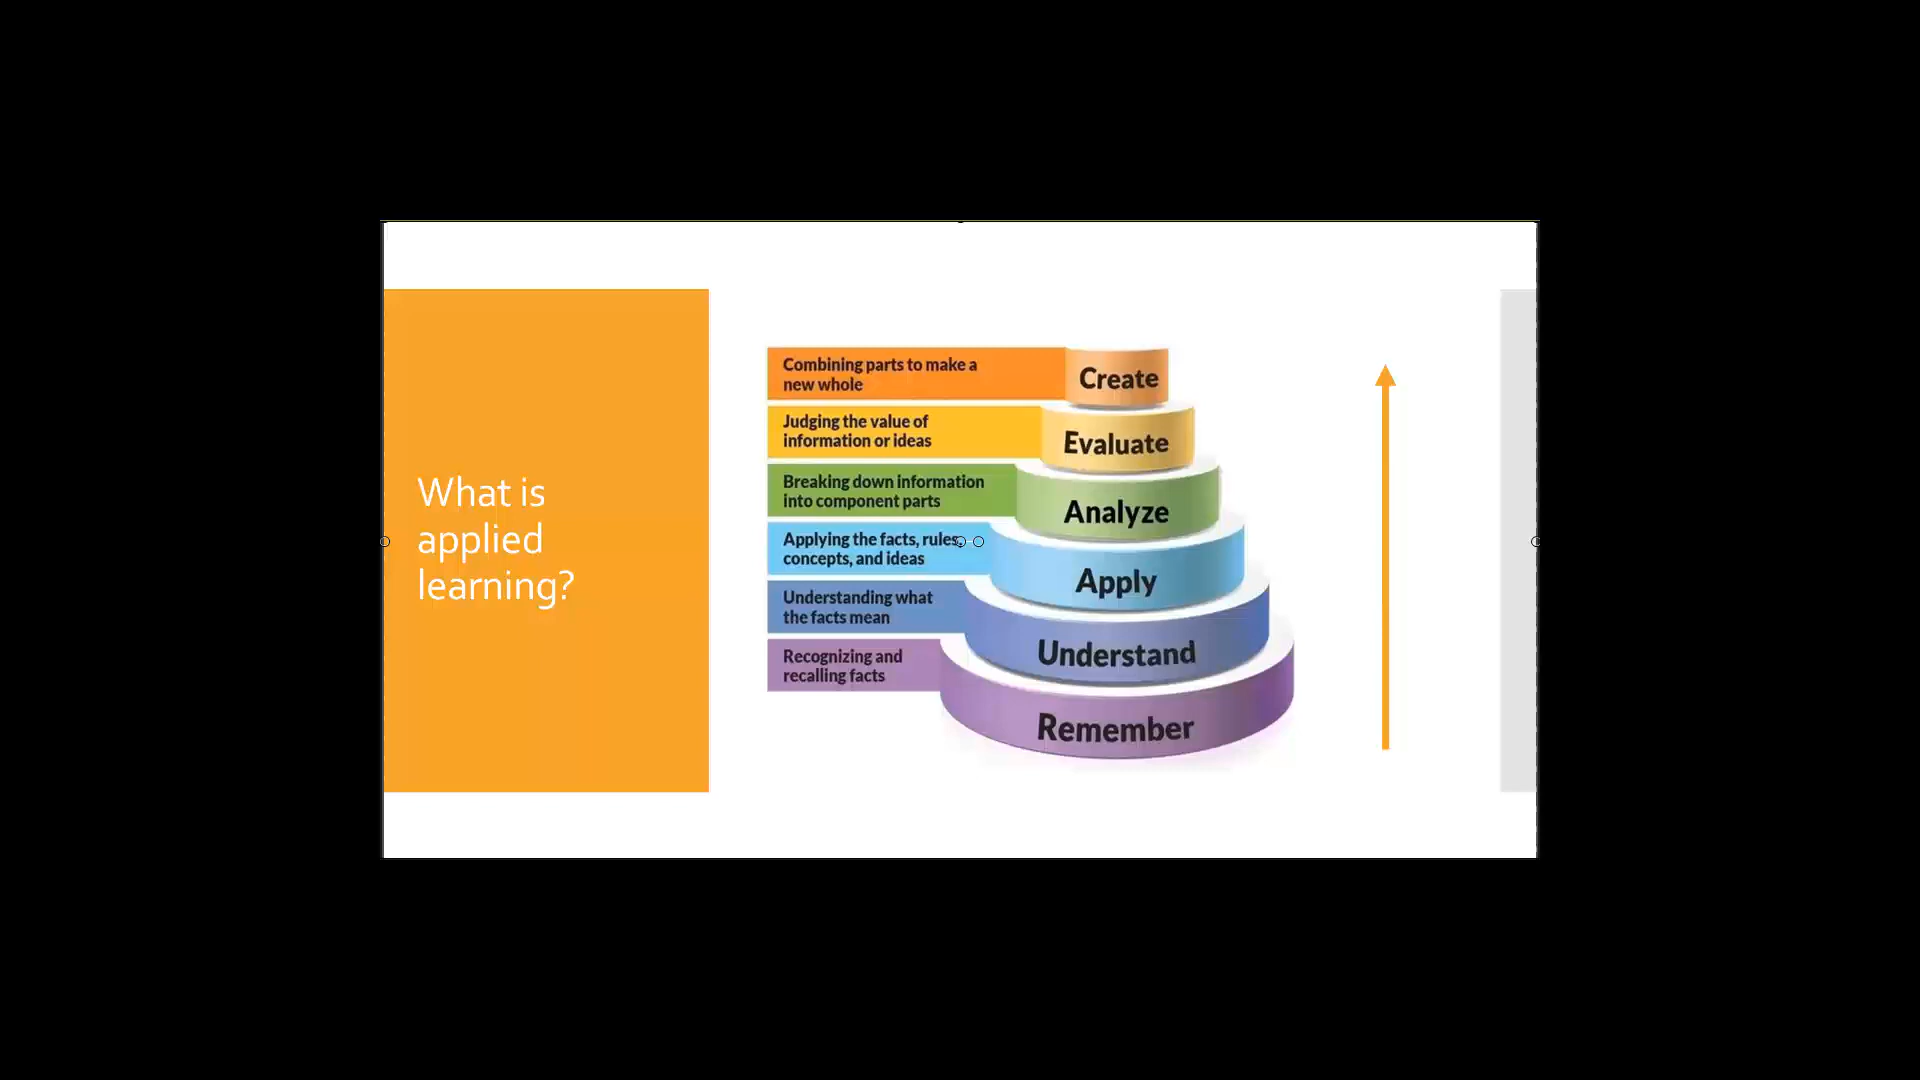 What is
applied
learning?
Combining parts to make a
new whole
Create
Judging the value of
information or ideas
Evaluate
Breaking down information
into component parts
Analyze
Applying the facts, rules,
concepts, and ideas
Apply
Understanding what
the facts mean
Understand
Recognizing and
recalling facts
Remember